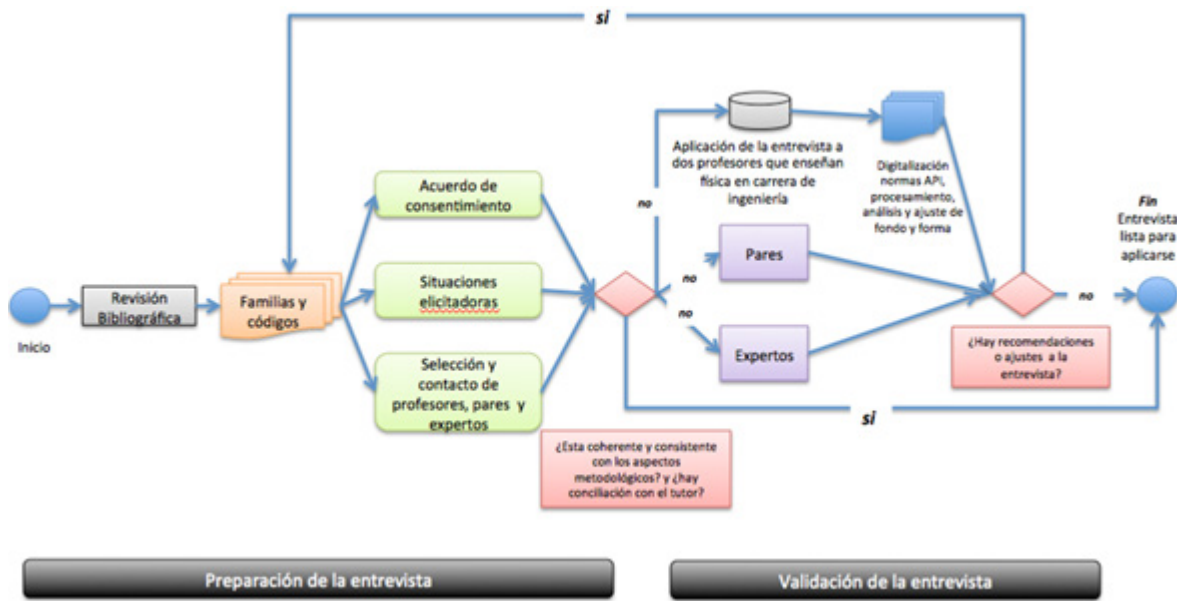 si
Inicio
Revisión
Bibliográfica
Familias y
códigos
Acuerdo de
consentimiento
Situaciones
elicitadoras
Selección y
contacto de
profesores, pares y
expertos
¿Esta coherente y consistente
con los aspectos
metodológicos? y ¿hay
conciliación con el tutor?
no
no
no
Aplicación de la entrevista a
dos profesores que enseñan
física en carrera de
ingeniería
Digitalización
normas API,
procesamiento,
análisis y ajuste de
fondo y forma
Pares
Expertos
no
¿Hay recomendaciones
o ajustes a la
entrevista?
Fin
Entrevista
lista para
aplicarse
si
Preparación de la entrevista
Validación de la entrevista